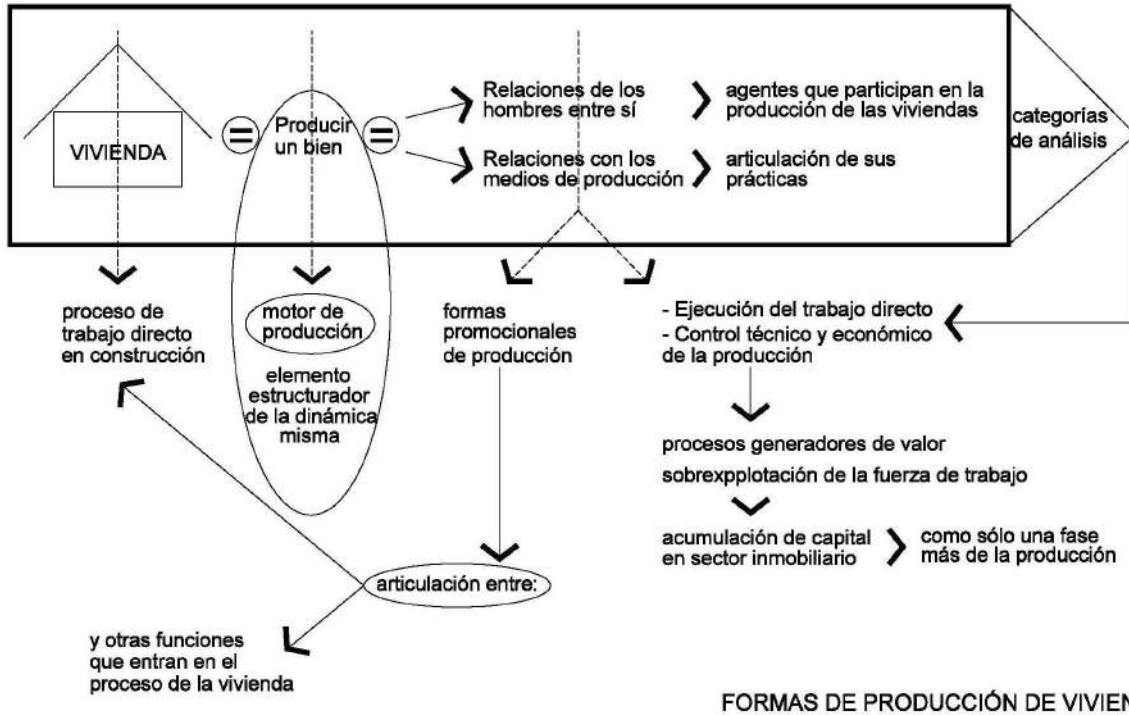 VIVIENDA
=
Producir
un bien
=
Relaciones de los
hombres entre sí
agentes que participan en la
producción de las viviendas
Relaciones con los
medios de producción
articulación de sus
prácticas
categorías
de análisis
proceso de
trabajo directo
en construcción
motor de
producción
elemento
estructurador
de la dinámica
misma
formas
promocionales
de producción
- Ejecución del trabajo directo
- Control técnico y económico
de la producción
procesos generadores de valor
sobrexpplotación de la fuerza de trabajo
acumulación de capital
en sector inmobiliario
como sólo una fase
más de la producción
articulación entre:
y otras funciones
que entran en el
proceso de la vivienda
FORMAS DE PRODUCCIÓN DE VIVIEN